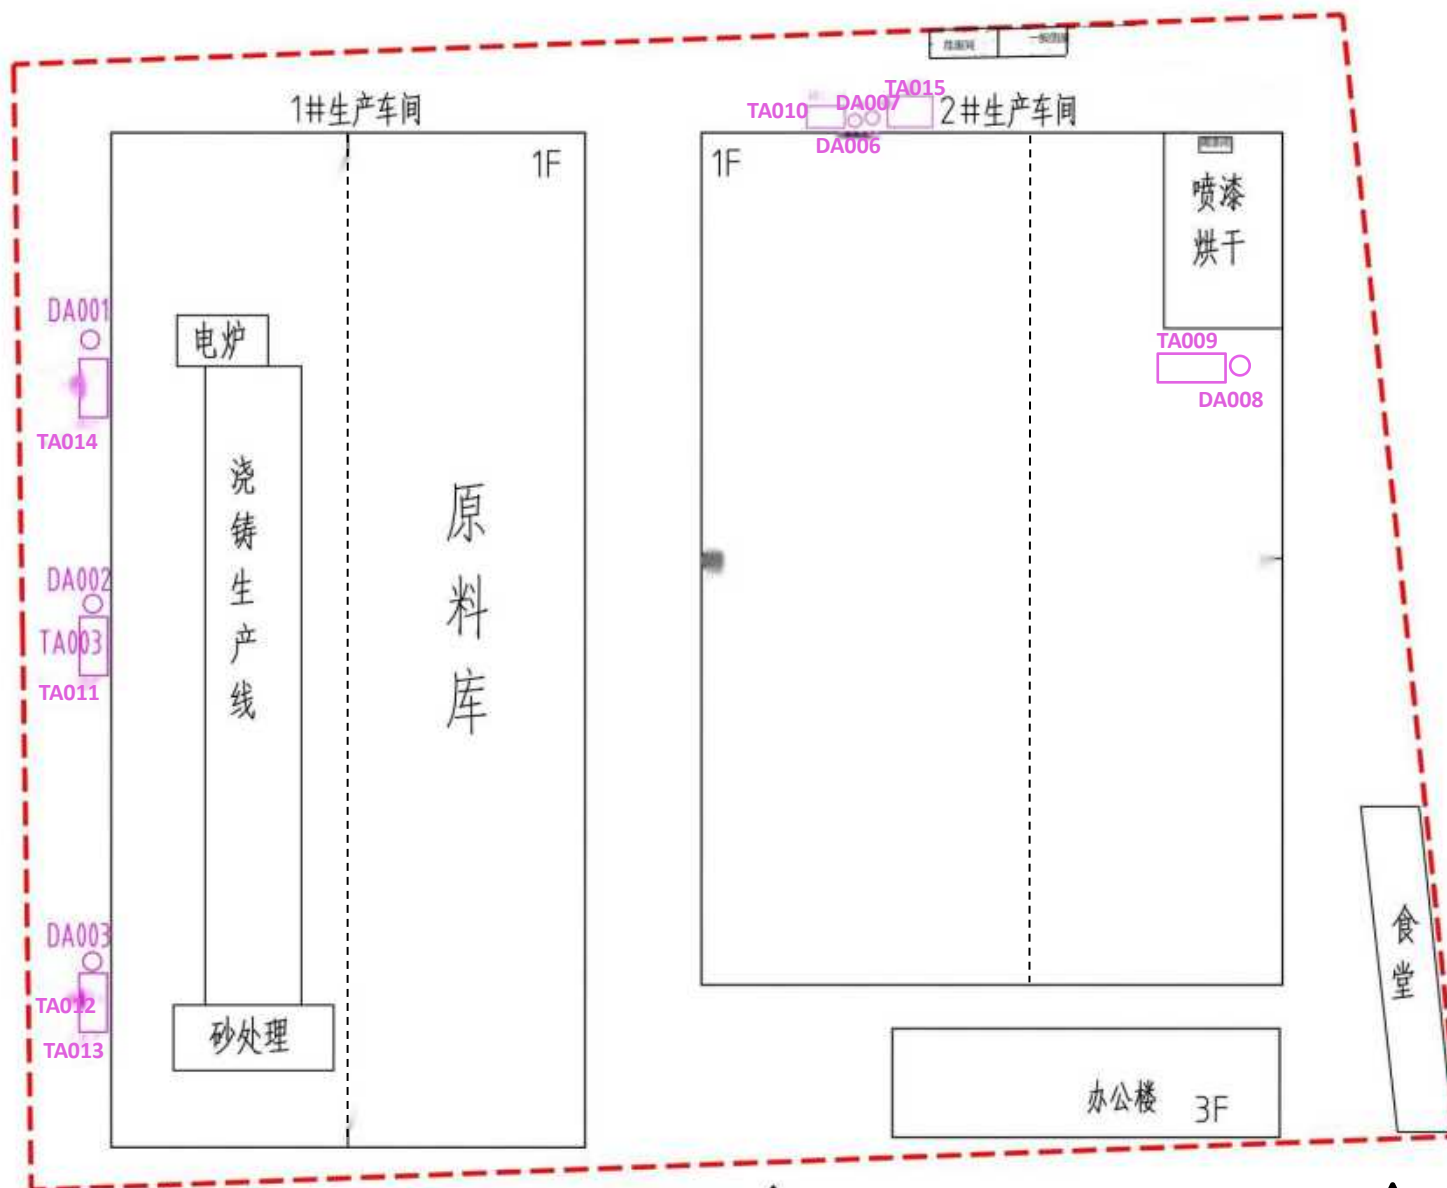 1#生产车间
TA010
DA007
TA015
2#生产车间
DA006
1F
1F
喷漆
烘干
DA001
电炉
TA009
DA008
TA014
浇铸生产线
原料库
DA002
TA003
TA011
DA003
TA012
TA013
砂处理
食堂
办公楼
3F